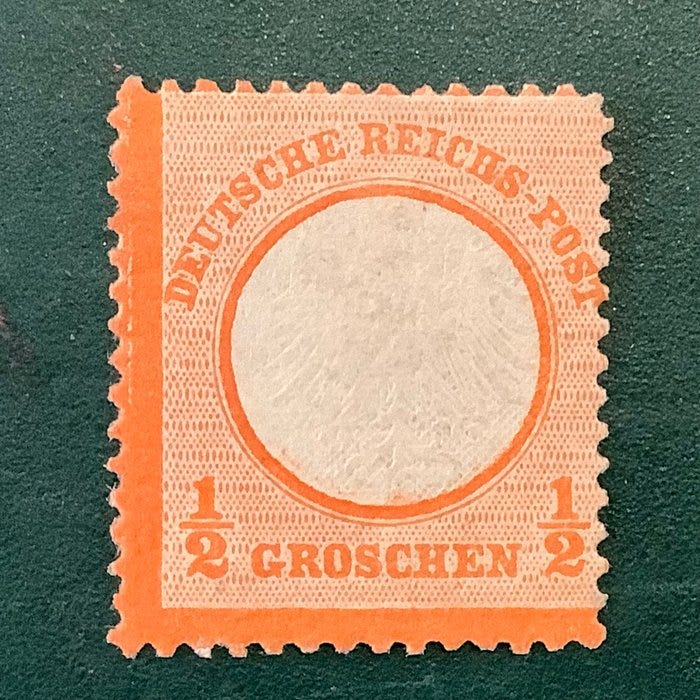 DEUTSCHE REICHS-POST
1/2 GROSCHEN 1/2